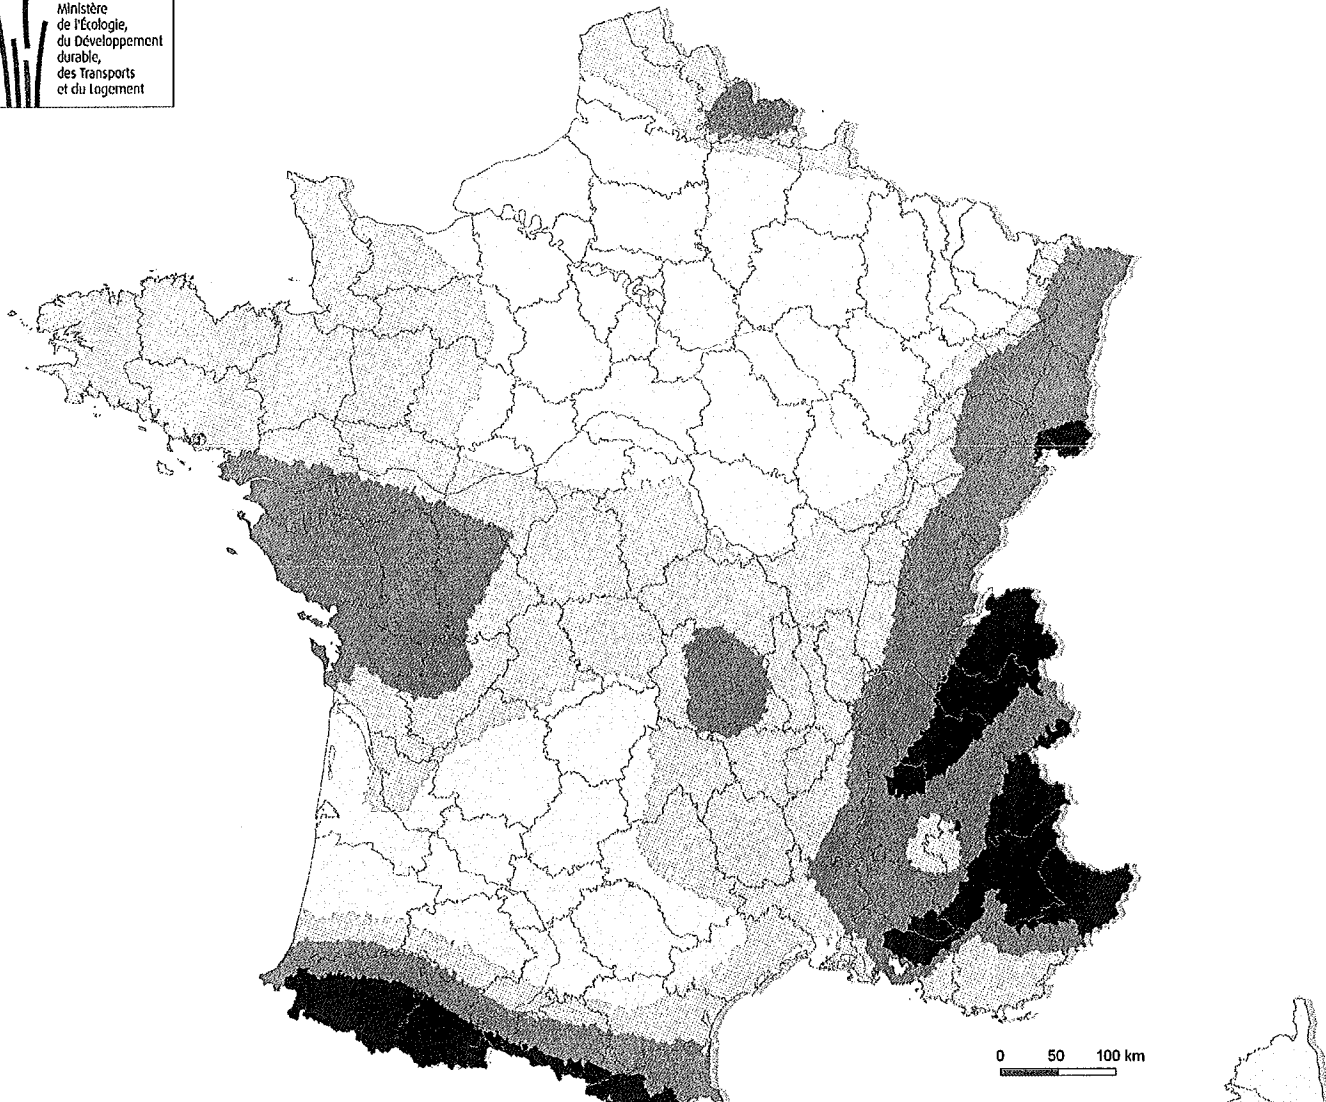 Ministère
de l'Écologie,
du Développement
durable,
des Transports
et du Logement
0 50 100 km